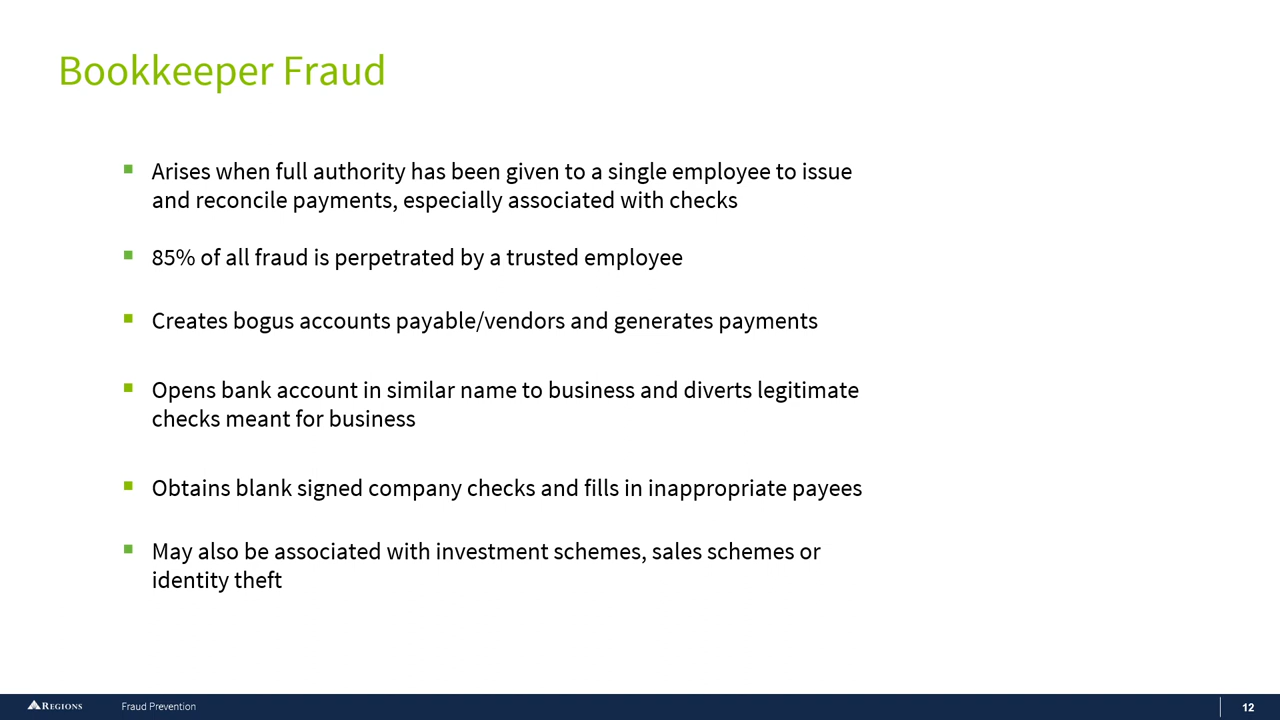 Bookkeeper Fraud
Arises when full authority has been given to a single employee to issue
and reconcile payments, especially associated with checks
85% of all fraud is perpetrated by a trusted employee
Creates bogus accounts payable/vendors and generates payments
Opens bank account in similar name to business and diverts legitimate
checks meant for business
Obtains blank signed company checks and fills in inappropriate payees
May also be associated with investment schemes, sales schemes or
identity theft
REGIONS
Fraud Prevention
12